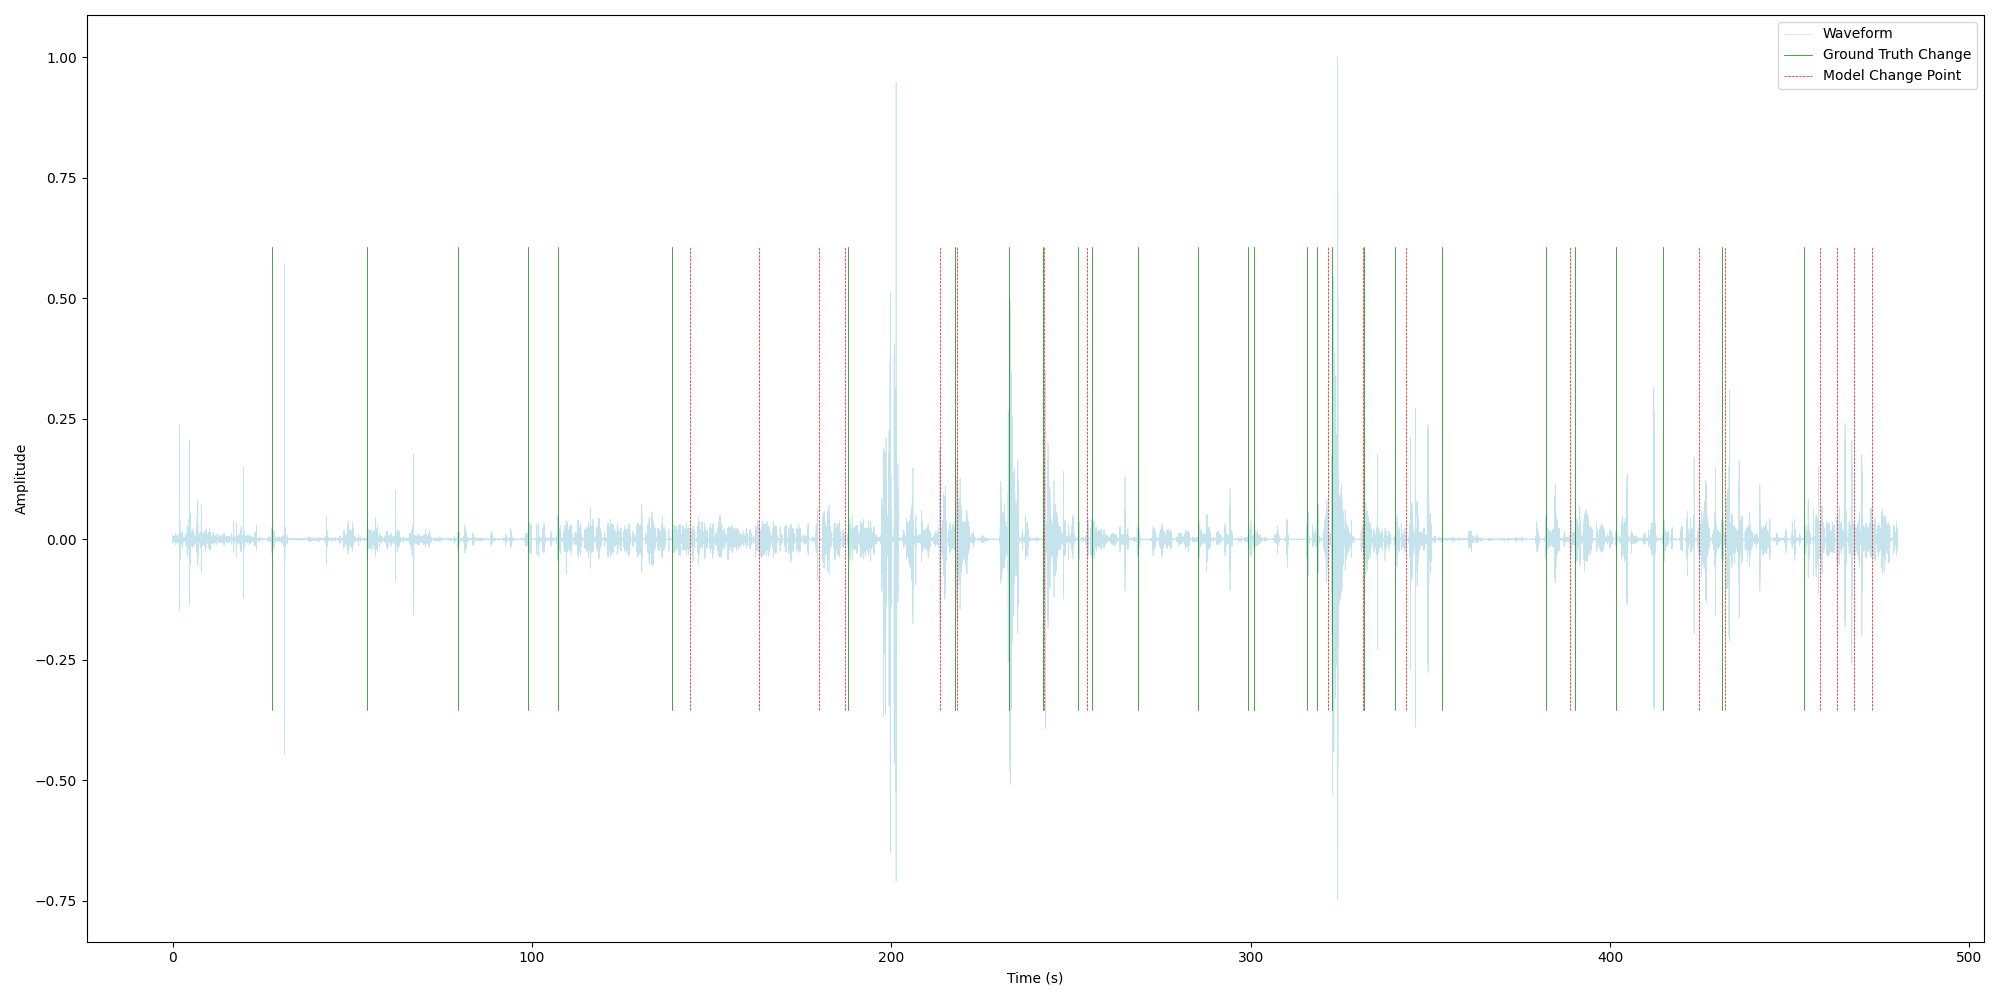 Waveform
Ground Truth Change
Model Change Point
1.00
0.75
0.50
0.25
0.00
−0.25
−0.50
−0.75
Amplitude
0
100
200
300
400
500
Time (s)